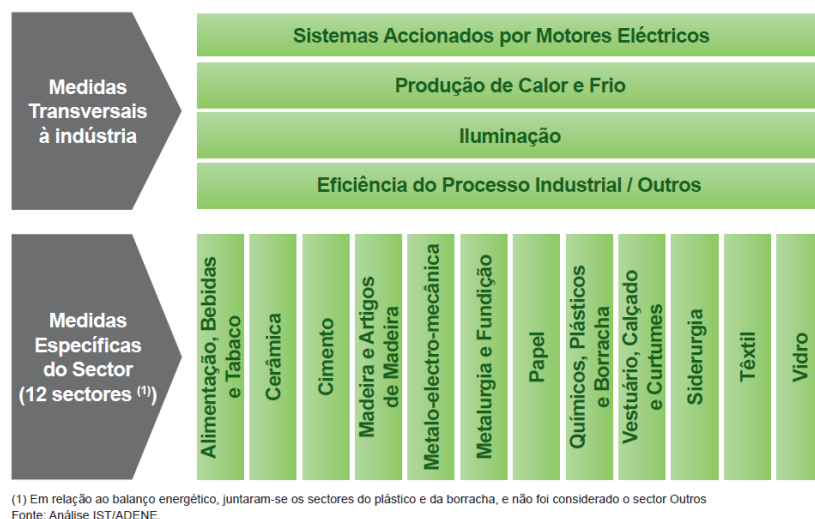 Medidas
Transversais
à indústria
Sistemas Accionados por Motores Eléctricos
Produção de Calor e Frio
Iluminação
Eficiência do Processo Industrial / Outros
Medidas
Específicas
do Sector
(12 sectores (1))
Alimentação, Bebidas
e Tabaco
Cerâmica
Cimento
Madeira e Artigos
de Madeira
Metalo-electro-mecânica
Metalurgia e Fundição
Papel
Químicos, Plásticos
e Borracha
Vestuário, Calçado
e Curtumes
Siderurgia
Têxtil
Vidro
(1) Em relação ao balanço energético, juntaram-se os sectores do plástico e da borracha, e não foi considerado o sector Outros
Fonte: Análise IST/ADENE.